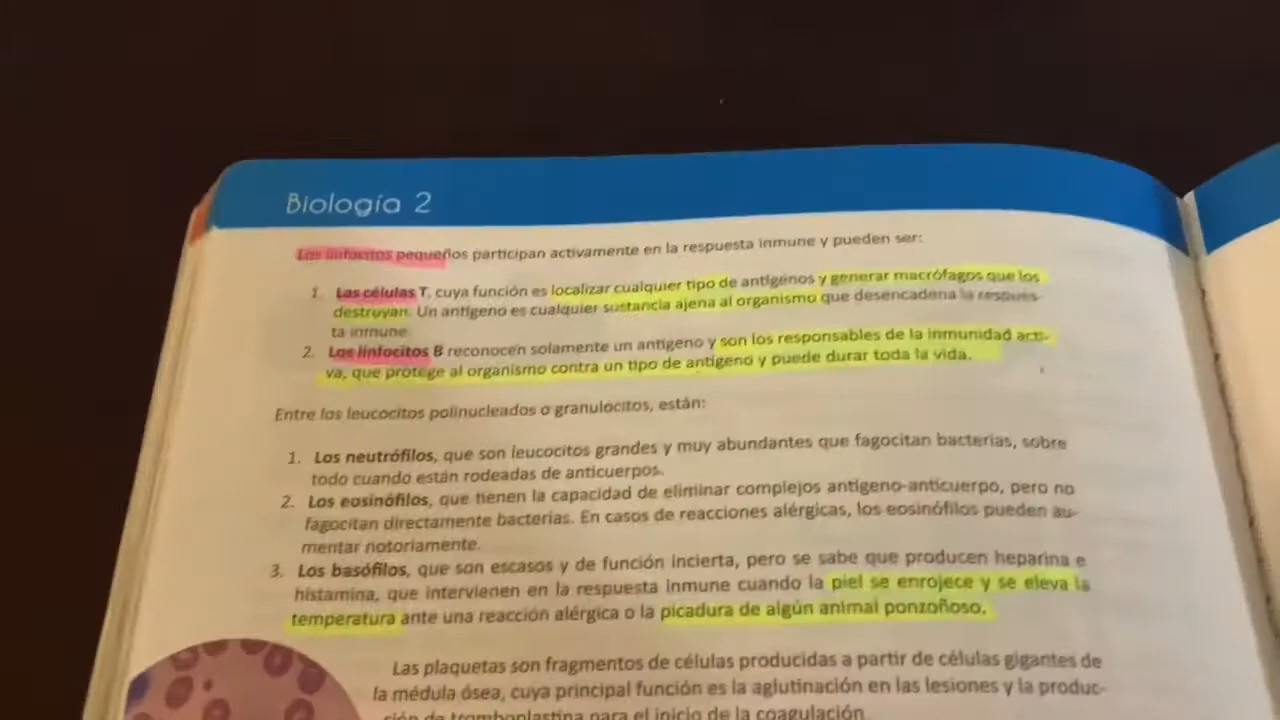 Biología 2
Los linfocitos pequeños participan activamente en la respuesta inmune y pueden ser:
1. Las células T, cuya función es localizar cualquier tipo de antígenos y generar macrófagos que los
destruyan. Un antígeno es cualquier sustancia ajena al organismo que desencadena la respues-
ta inmune.
2. Los linfocitos B reconocen solamente un antígeno y son los responsables de la inmunidad acti-
va, que protege al organismo contra un tipo de antígeno y puede durar toda la vida.
Entre los leucocitos polinucleados o granulocitos, están:
1. Los neutrófilos, que son leucocitos grandes y muy abundantes que fagocitan bacterias, sobre
todo cuando están rodeadas de anticuerpos.
2. Los eosinófilos, que tienen la capacidad de eliminar complejos antígeno-anticuerpo, pero no
fagocitan directamente bacterias. En casos de reacciones alérgicas, los eosinófilos pueden au-
mentar notoriamente.
3. Los basófilos, que son escasos y de función incierta, pero se sabe que producen heparina e
histamina, que intervienen en la respuesta inmune cuando la piel se enrojece y se eleva la
temperatura ante una reacción alérgica o la picadura de algún animal ponzoñoso.
Las plaquetas son fragmentos de células producidas a partir de células gigantes de
la médula ósea, cuya principal función es la aglutinación en las lesiones y la produc-
ción de tromboplastina para el inicio de la coagulación